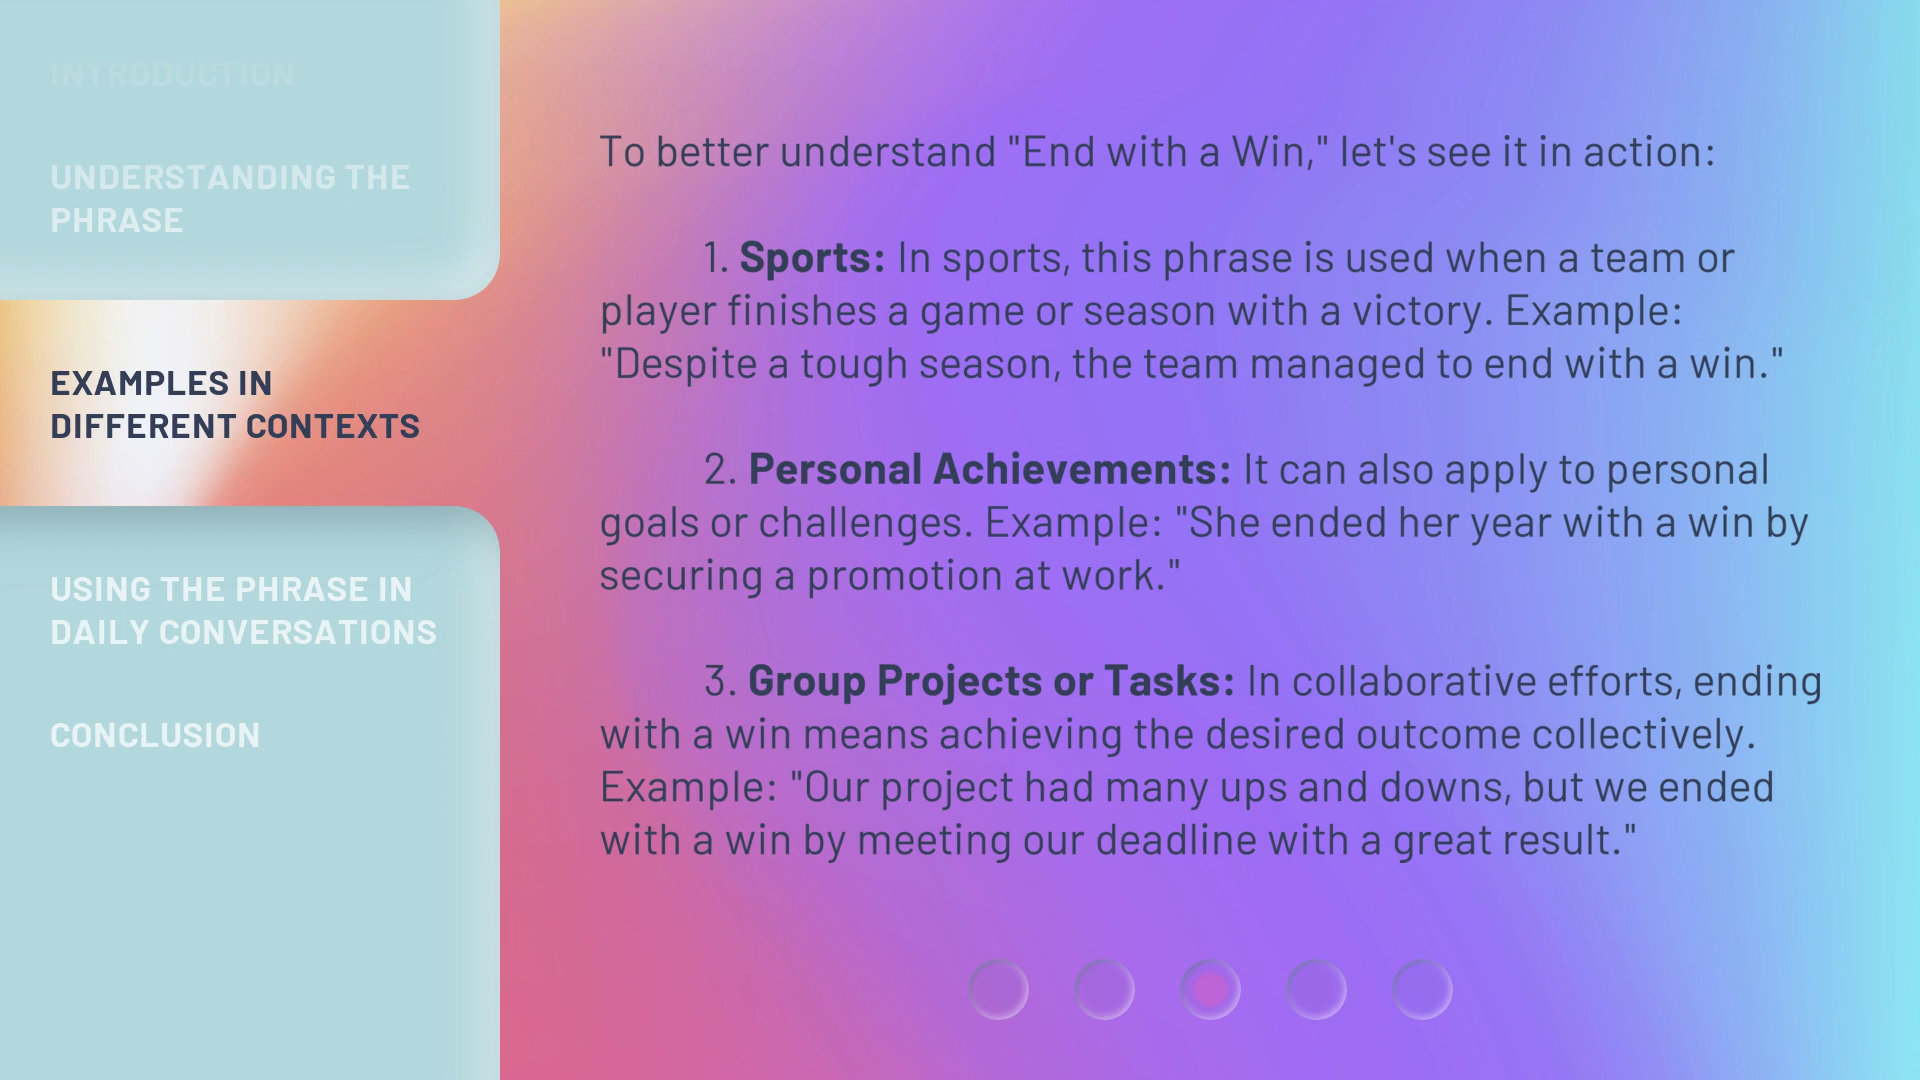 INTRODUCTION
UNDERSTANDING THE
PHRASE
EXAMPLES IN
DIFFERENT CONTEXTS
USING THE PHRASE IN
DAILY CONVERSATIONS
CONCLUSION
To better understand "End with a Win," let's see it in action:
1. Sports: In sports, this phrase is used when a team or
player finishes a game or season with a victory. Example:
"Despite a tough season, the team managed to end with a win."
2. Personal Achievements: It can also apply to personal
goals or challenges. Example: "She ended her year with a win by
securing a promotion at work."
3. Group Projects or Tasks: In collaborative efforts, ending
with a win means achieving the desired outcome collectively.
Example: "Our project had many ups and downs, but we ended
with a win by meeting our deadline with a great result."